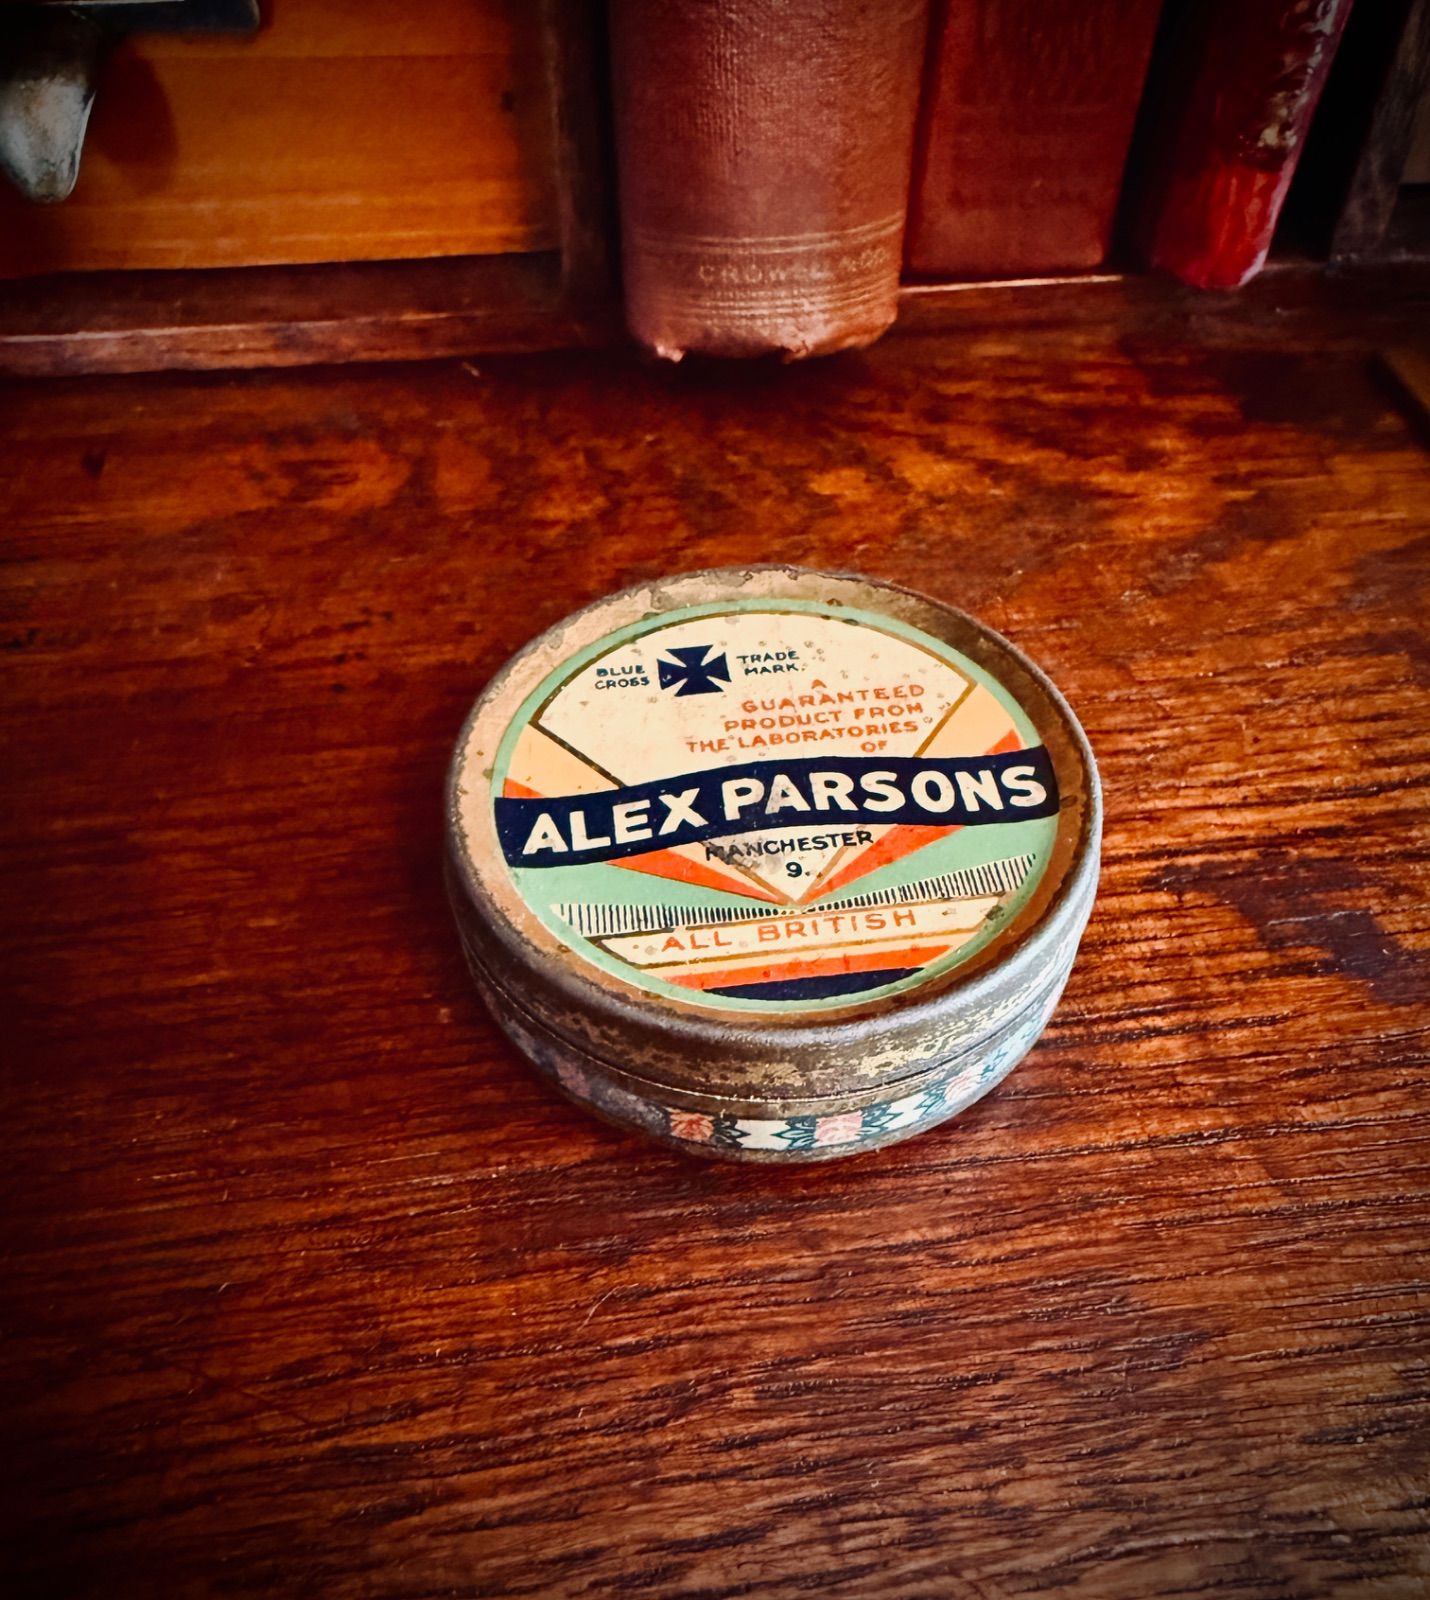 BLUE
CROSS
TRADE
MARK.
A
GUARANTEED
PRODUCT FROM
THE LABORATORIES
OF
ALEX PARSONS
MANCHESTER
9.
ALL BRITISH